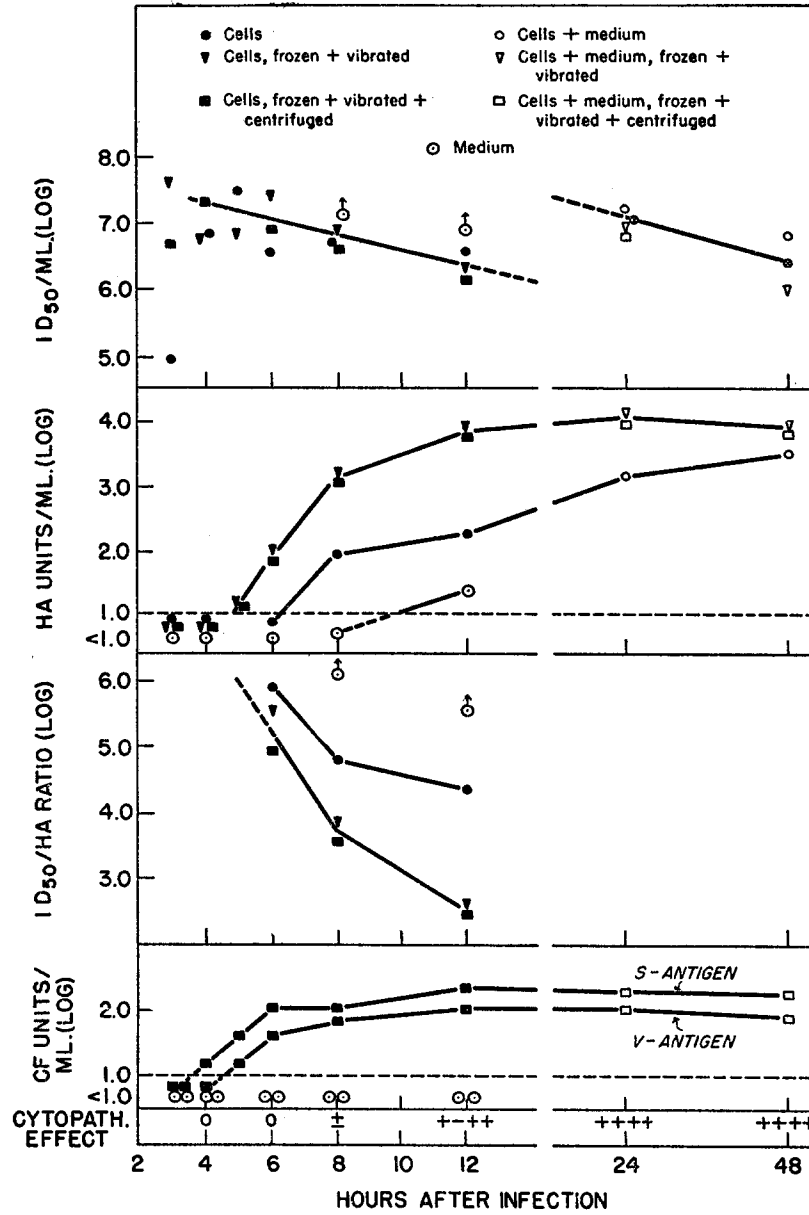 Cells
Cells + medium
Cells, frozen + vibrated
Cells + medium, frozen +
vibrated
Cells, frozen + vibrated +
centrifuged
Cells + medium, frozen +
vibrated + centrifuged
Medium
ID50/ML.(LOG)
8.0
7.0
6.0
5.0
HA UNITS/ML.(LOG)
4.0
3.0
2.0
1.0
<1.0
ID50/HA RATIO (LOG)
6.0
5.0
4.0
3.0
CF UNITS/
ML.(LOG)
2.0
1.0
<1.0
S-ANTIGEN
V-ANTIGEN
CYTOPATH.
EFFECT
O O ± +-++ ++++ ++++
2 4 6 8 10 12 24 48
HOURS AFTER INFECTION